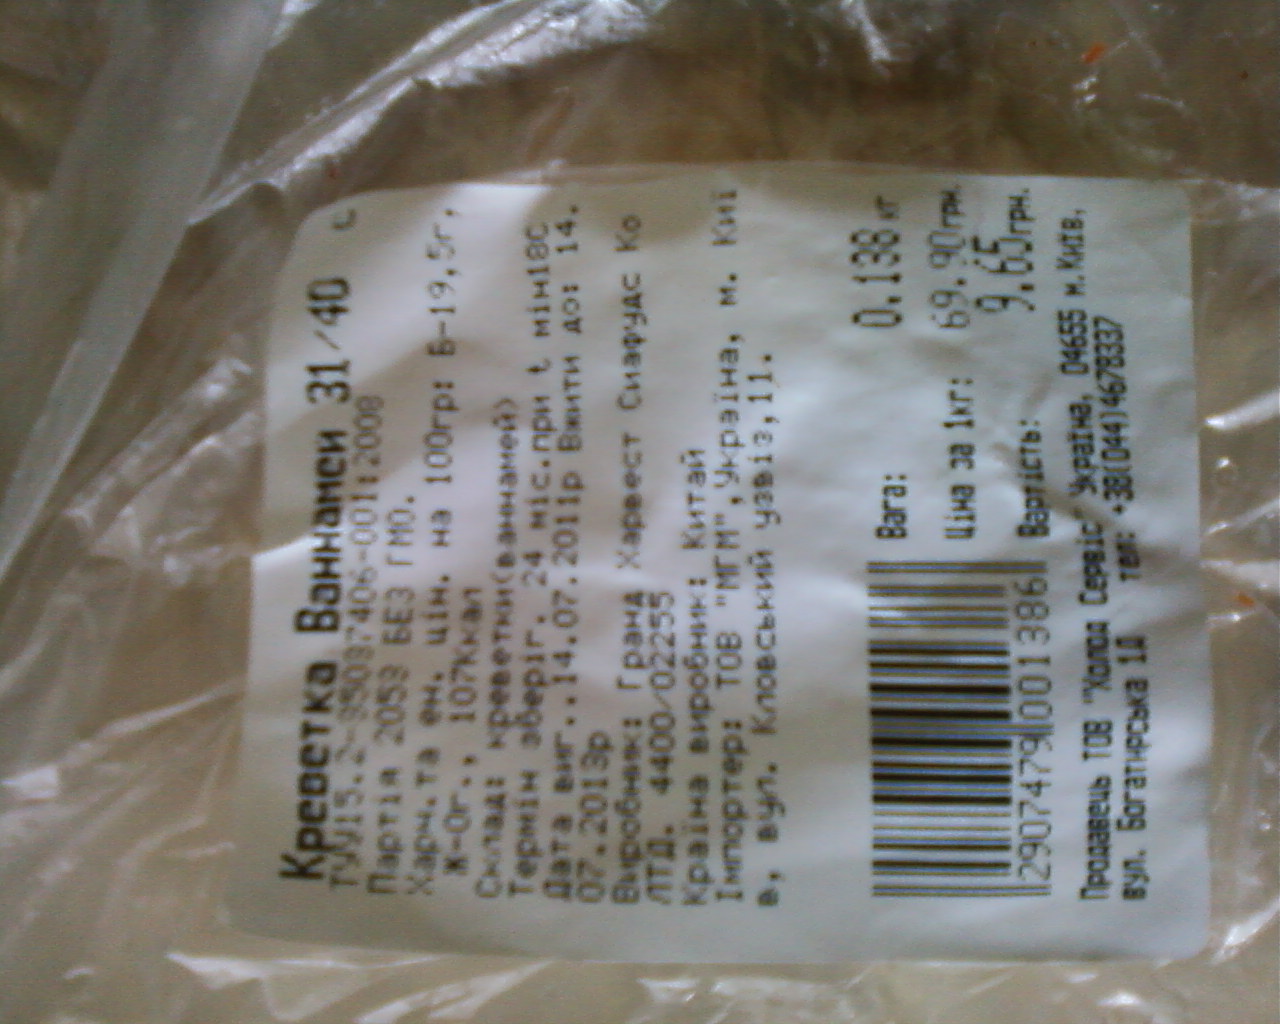 Креветка Ваннамеи 31/40
ТУУ15.2-35087406-001:2008
Партія 2059 БЕЗ ГМО.
Харч.та ен. цін. на 100гр: Б-19,5г,
Ж-0г., 107Ккал
Склад: креветки(ваннамей)
Термін зберіг. 24 міс.при t мін18С
Дата виг..14.07.2011р Вжити до: 14.
07.2013р
Виробник: Гранд Харвест Сиафудс Ко
ЛТД. 4400/02255
Країна виробник: Китай
Імпортер: ТОВ "МГМ",Україна, м. Киї
в, вул. Кловський узвіз,11.
Вага: 0.138 кг
Ціна за 1кг: 69.90грн.
Вартість: 9.65грн.
2907479001386
Продавець ТОВ "Холод Сервіс" Україна, 04655 м.Київ,
вул. Богатирська 1Д тел: +38(044)4678337